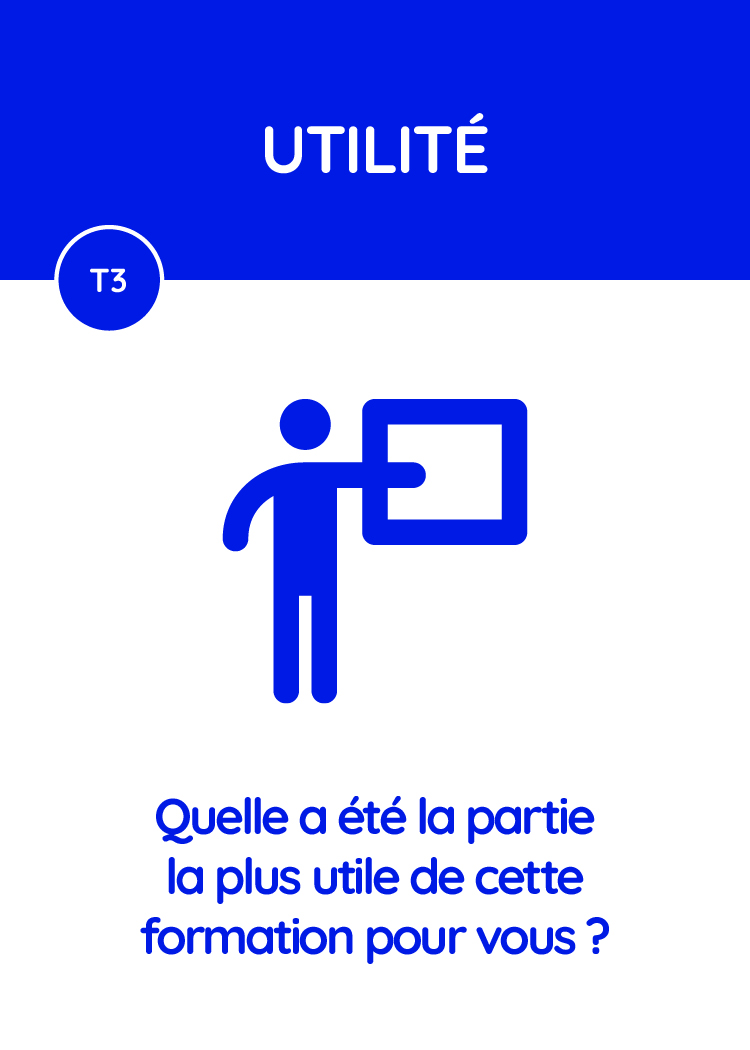 UTILITÉ
T3
Quelle a été la partie
la plus utile de cette
formation pour vous ?